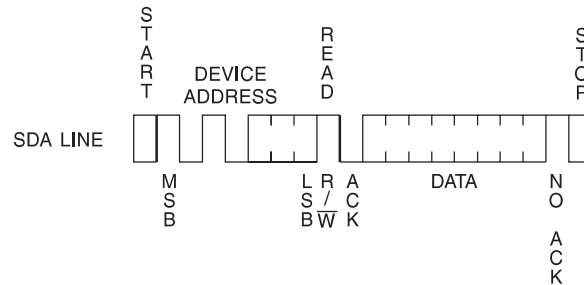 START
DEVICE
ADDRESS
READ
STOP
SDA LINE
MSB
LSB
R/W
ACK
DATA
NO ACK